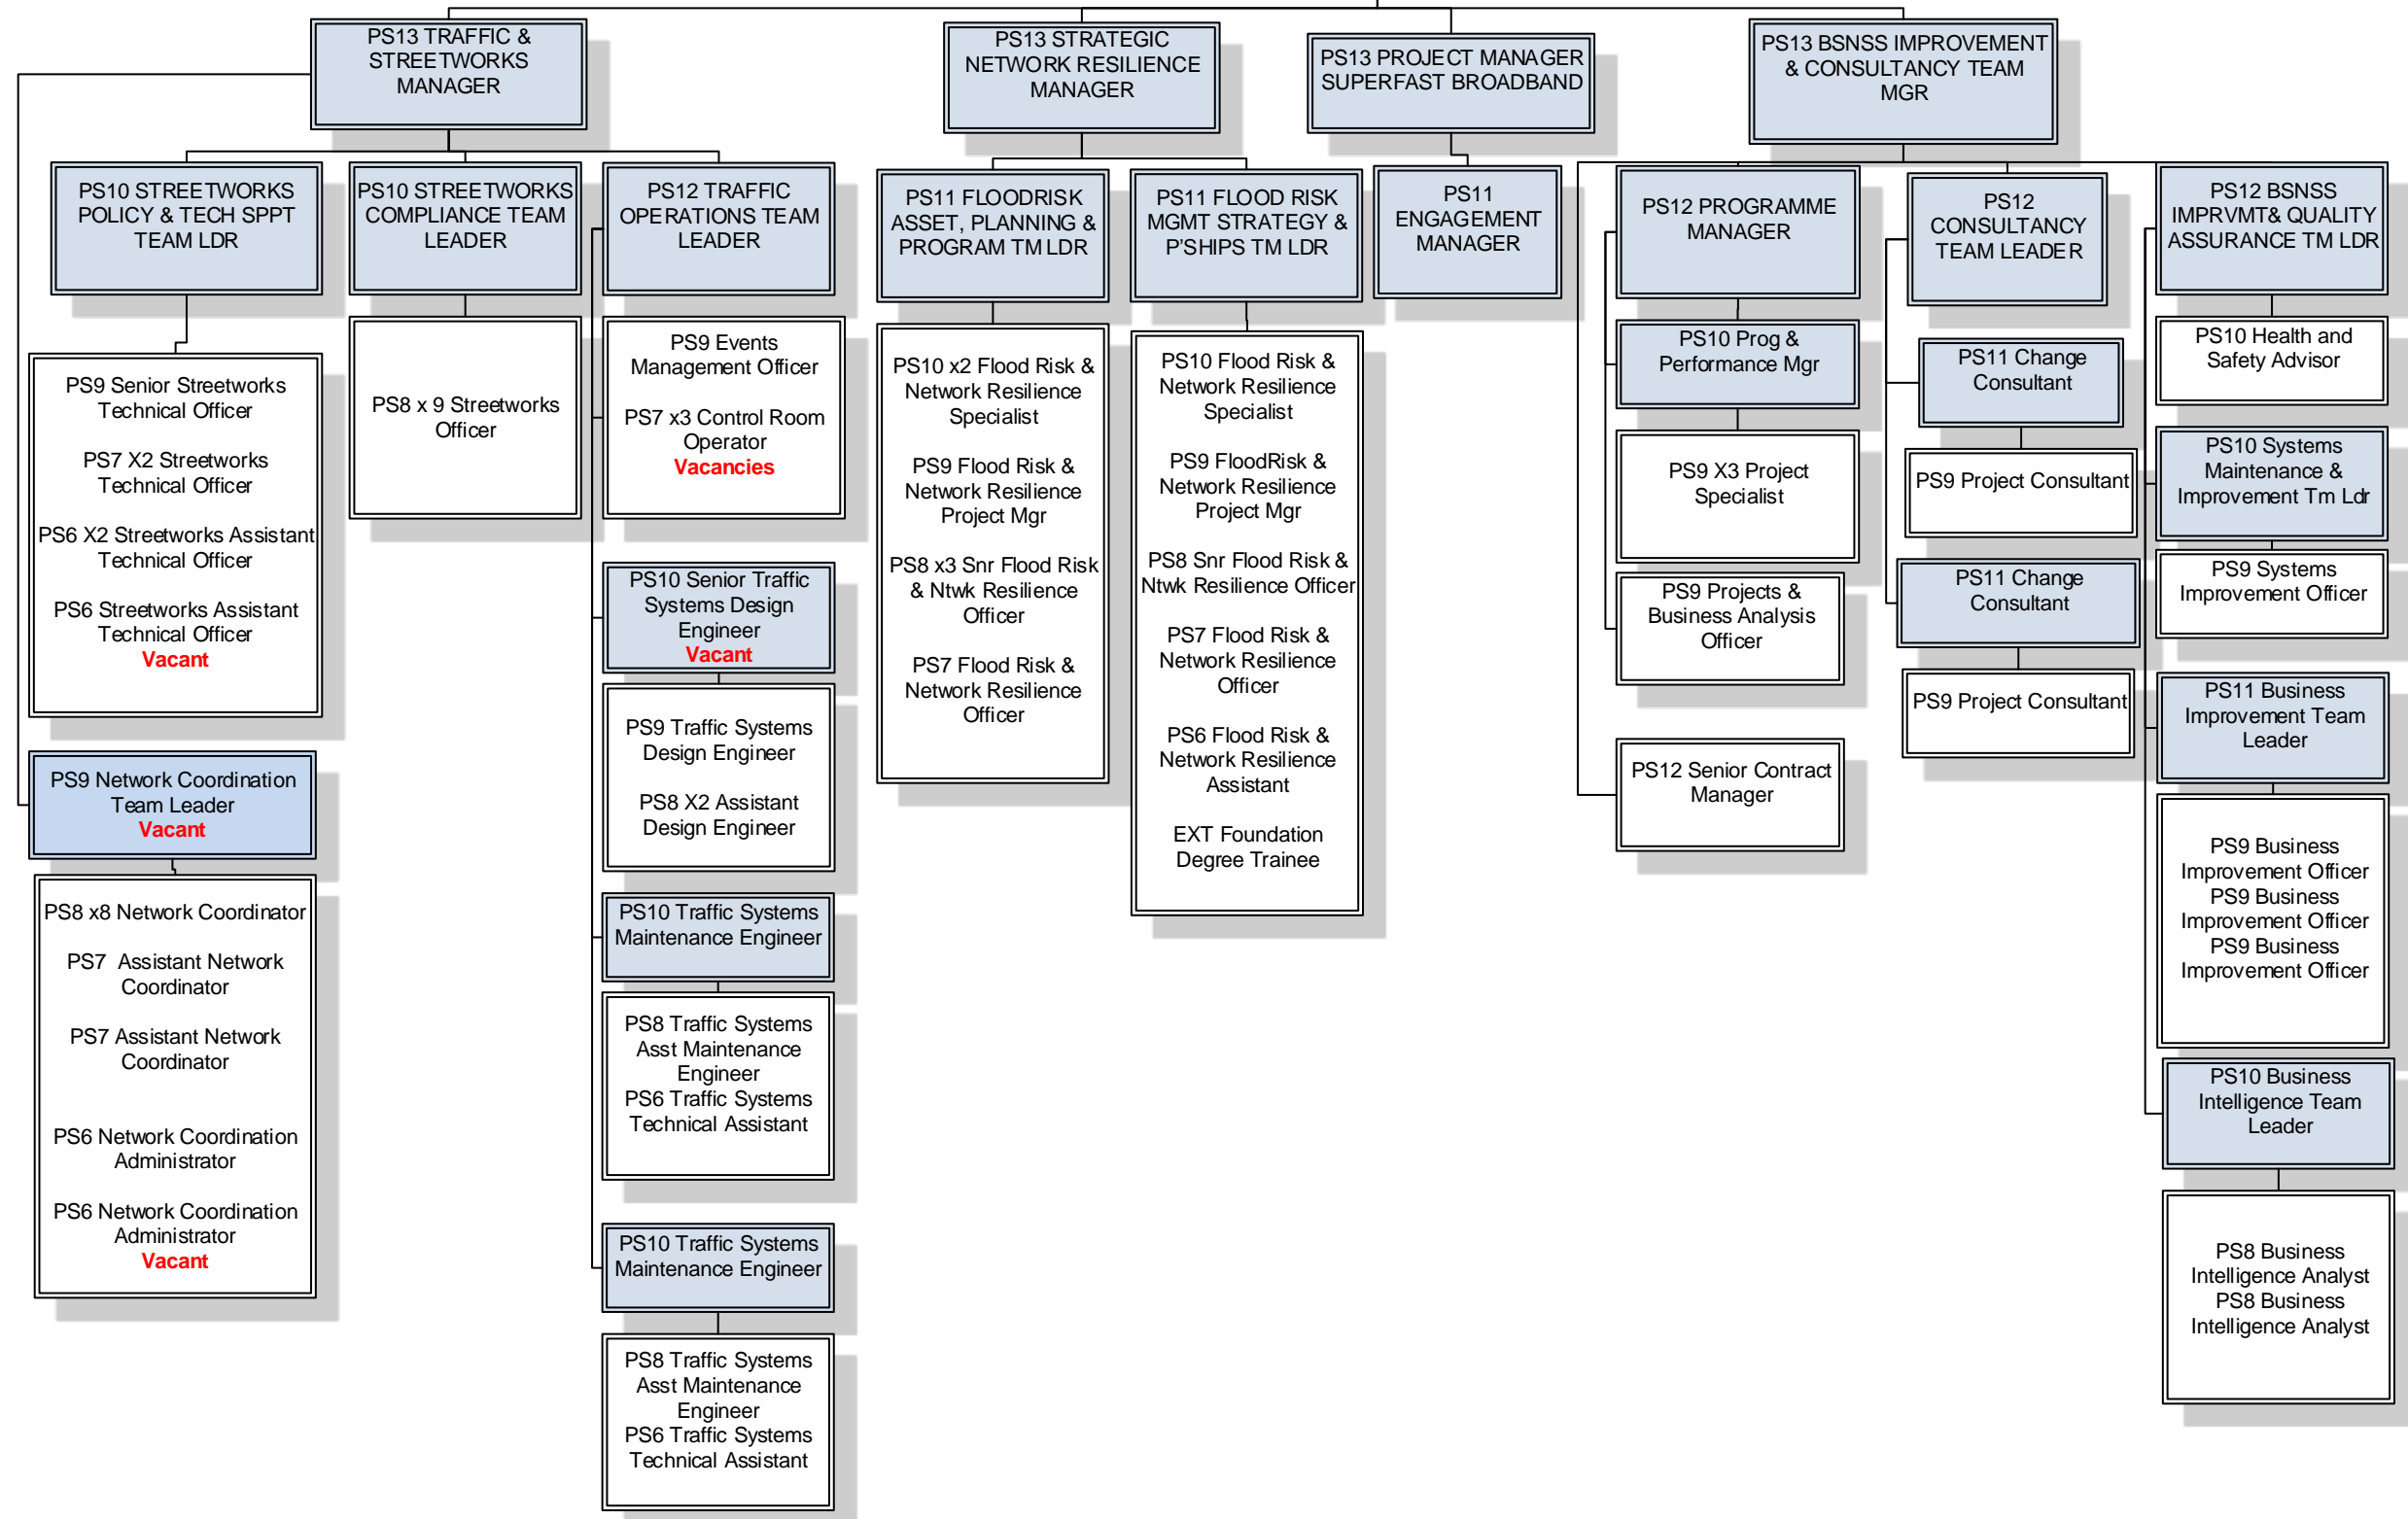 PS13 TRAFFIC &
STREETWORKS
MANAGER
PS13 STRATEGIC
NETWORK RESILIENCE
MANAGER
PS13 PROJECT MANAGER
SUPERFAST BROADBAND
PS13 BSNSS IMPROVEMENT
& CONSULTANCY TEAM
MGR
PS10 STREETWORKS
POLICY & TECH SPPT
TEAM LDR
PS10 STREETWORKS
COMPLIANCE TEAM
LEADER
PS12 TRAFFIC
OPERATIONS TEAM
LEADER
PS11 FLOODRISK
ASSET, PLANNING &
PROGRAM TM LDR
PS11 FLOOD RISK
MGMT STRATEGY &
P'SHIPS TM LDR
PS11
ENGAGEMENT
MANAGER
PS12 PROGRAMME
MANAGER
PS12
CONSULTANCY
TEAM LEADER
PS12 BSNSS
IMPRVMT& QUALITY
ASSURANCE TM LDR
PS9 Senior Streetworks
Technical Officer
PS7 X2 Streetworks
Technical Officer
PS6 X2 Streetworks Assistant
Technical Officer
PS6 Streetworks Assistant
Technical Officer
Vacant
PS9 Network Coordination
Team Leader
Vacant
PS8 x8 Network Coordinator
PS7 Assistant Network
Coordinator
PS7 Assistant Network
Coordinator
PS6 Network Coordination
Administrator
PS6 Network Coordination
Administrator
Vacant
PS8 x 9 Streetworks
Officer
PS9 Events
Management Officer
PS7 x3 Control Room
Operator
Vacancies
PS10 Senior Traffic
Systems Design
Engineer
Vacant
PS9 Traffic Systems
Design Engineer
PS8 X2 Assistant
Design Engineer
PS10 Traffic Systems
Maintenance Engineer
PS8 Traffic Systems
Asst Maintenance
Engineer
PS6 Traffic Systems
Technical Assistant
PS10 Traffic Systems
Maintenance Engineer
PS8 Traffic Systems
Asst Maintenance
Engineer
PS6 Traffic Systems
Technical Assistant
PS10 x2 Flood Risk &
Network Resilience
Specialist
PS9 Flood Risk &
Network Resilience
Project Mgr
PS8 x3 Snr Flood Risk
& Ntwk Resilience
Officer
PS7 Flood Risk &
Network Resilience
Officer
PS10 Flood Risk &
Network Resilience
Specialist
PS9 FloodRisk &
Network Resilience
Project Mgr
PS8 Snr Flood Risk &
Ntwk Resilience Officer
PS7 Flood Risk &
Network Resilience
Officer
PS6 Flood Risk &
Network Resilience
Assistant
EXT Foundation
Degree Trainee
PS10 Prog &
Performance Mgr
PS9 X3 Project
Specialist
PS9 Projects &
Business Analysis
Officer
PS12 Senior Contract
Manager
PS11 Change
Consultant
PS9 Project Consultant
PS11 Change
Consultant
PS9 Project Consultant
PS10 Health and
Safety Advisor
PS10 Systems
Maintenance &
Improvement Tm Ldr
PS9 Systems
Improvement Officer
PS11 Business
Improvement Team
Leader
PS9 Business
Improvement Officer
PS9 Business
Improvement Officer
PS9 Business
Improvement Officer
PS10 Business
Intelligence Team
Leader
PS8 Business
Intelligence Analyst
PS8 Business
Intelligence Analyst